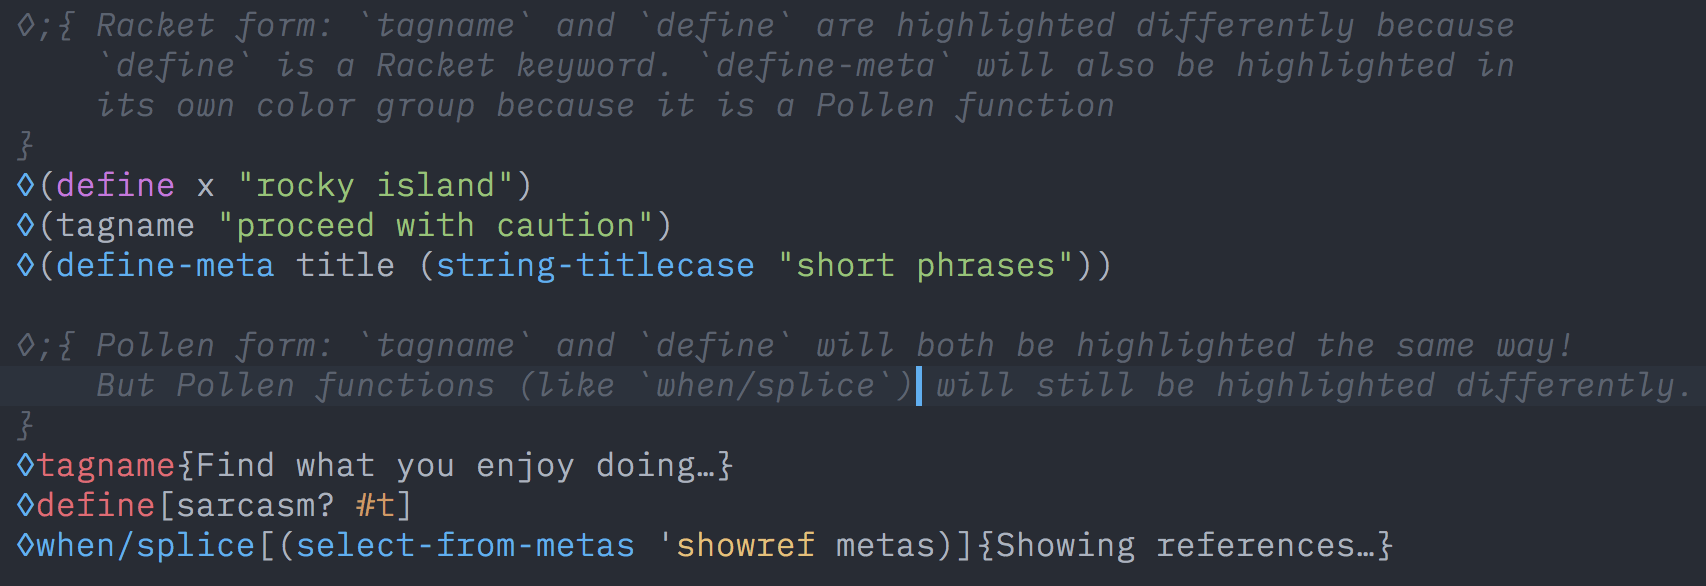 ◊;{ Racket form: `tagname` and `define` are highlighted differently because
    `define` is a Racket keyword. `define-meta` will also be highlighted in
    its own color group because it is a Pollen function
}
◊(define x "rocky island")
◊(tagname "proceed with caution")
◊(define-meta title (string-titlecase "short phrases"))

◊;{ Pollen form: `tagname` and `define` will both be highlighted the same way!
    But Pollen functions (like `when/splice`) will still be highlighted differently.
}
◊tagname{Find what you enjoy doing…}
◊define[sarcasm? #t]
◊when/splice[(select-from-metas 'showref metas)]{Showing references…}